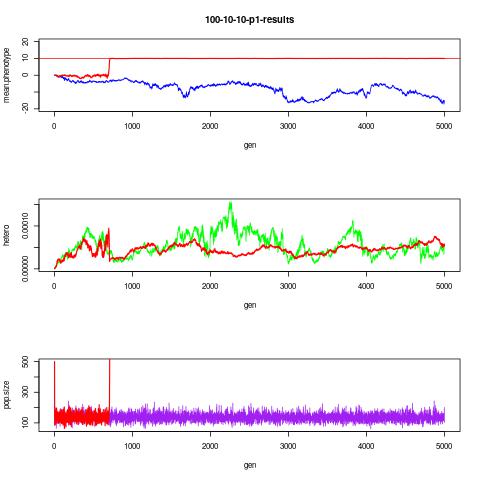 100-10-10-p1-results
mean.phenotype
20
10
0
-20
0 1000 2000 3000 4000 5000
gen
hetero
0.00010
0.00000
0 1000 2000 3000 4000 5000
gen
pop.size
500
300
100
0 1000 2000 3000 4000 5000
gen